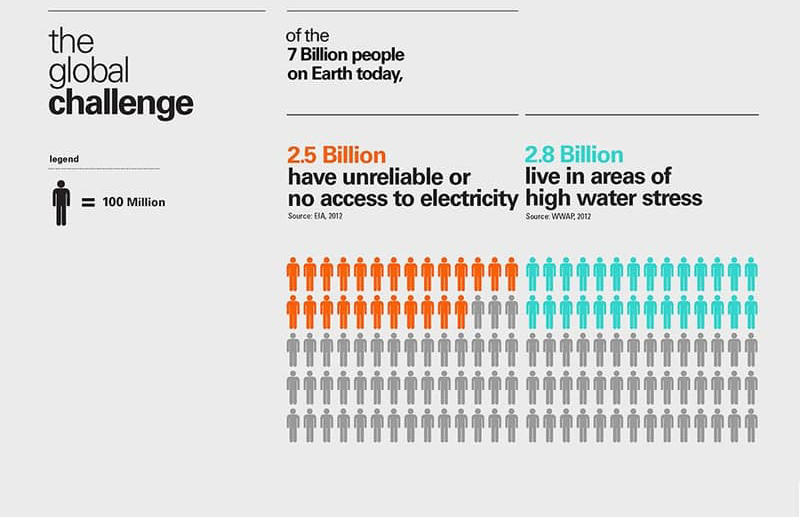 the
global
challenge
legend
= 100 Million
of the
7 Billion people
on Earth today,
2.5 Billion
have unreliable or
no access to electricity
Source: EIA, 2012
2.8 Billion
live in areas of
high water stress
Source: WWAP, 2012